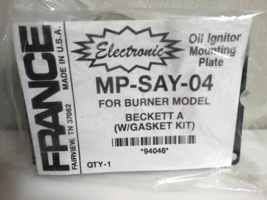 Electronic
Oil Ignitor
Mounting
Plate
FRANCE
MADE IN U.S.A.
FAIRVIEW, TN 37062
MP-SAY-04
FOR BURNER MODEL
BECKETT A
(W/GASKET KIT)
*94046*
QTY-1